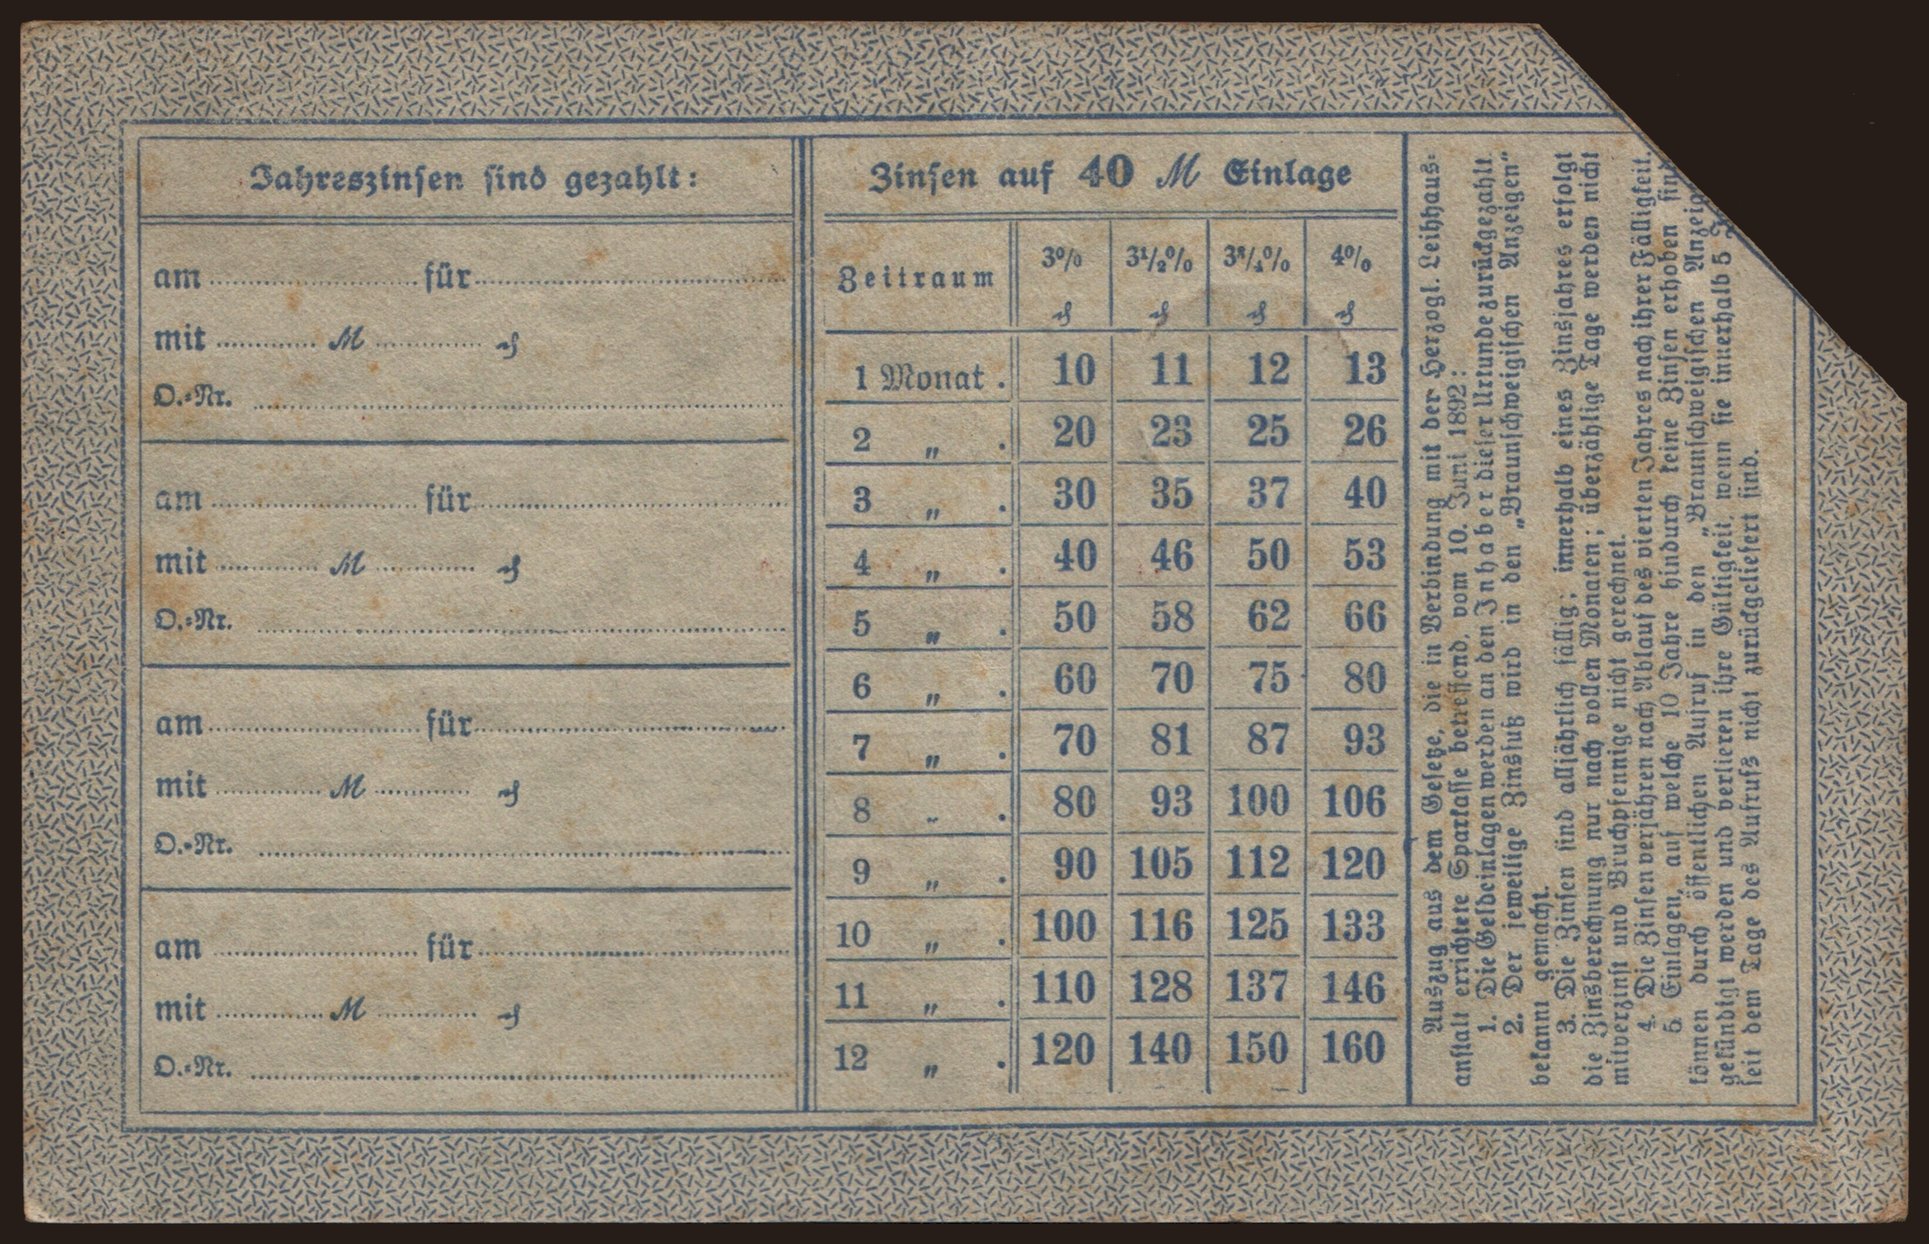 Jahreszinsen sind gezahlt:
am für
mit ℳ ₰
O.-Nr.
am für
mit ℳ ₰
O.-Nr.
am für
mit ℳ ₰
O.-Nr.
am für
mit ℳ ₰
O.-Nr.
Zinsen auf 40 ℳ Einlage
Zeitraum 3% 3½% 3¾% 4%
₰ ₰ ₰ ₰
1 Monat . 10 11 12 13
2 „ . 20 23 25 26
3 „ . 30 35 37 40
4 „ . 40 46 50 53
5 „ . 50 58 62 66
6 „ . 60 70 75 80
7 „ . 70 81 87 93
8 „ . 80 93 100 106
9 „ . 90 105 112 120
10 „ . 100 116 125 133
11 „ . 110 128 137 146
12 „ . 120 140 150 160
Auszug aus dem Gesetze, die in Verbindung mit der Herzogl. Leihhaus-
anstalt errichtete Sparkasse betreffend, vom 10. Juni 1892:
1. Die Geldeinlagen werden an den Inhaber dieser Urkunde zurückgezahlt.
2. Der jeweilige Zinsfuß wird in den „Braunschweigischen Anzeigen“
bekannt gemacht.
3. Die Zinsen sind alljährlich fällig; innerhalb eines Zinsjahres erfolgt
die Zinsberechnung nur nach vollen Monaten; überzählige Tage werden nicht
mitverzinst und Bruchpfennige nicht gerechnet.
4. Die Zinsen verjähren nach Ablauf des vierten Jahres nach ihrer Fälligkeit.
5. Einlagen, auf welche 10 Jahre hindurch keine Zinsen erhoben sind
können durch öffentlichen Aufruf in den „Braunschweigischen Anzeig
gekündigt werden und verlieren ihre Gültigkeit, wenn sie innerhalb 5
seit dem Tage des Aufrufs nicht zurückgeliefert sind.